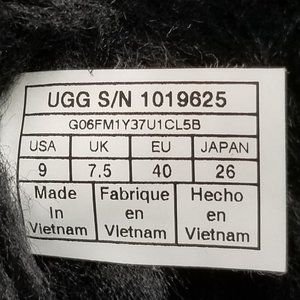 UGG S/N 1019625
G06FM1Y37U1CL5B
USA UK EU JAPAN
9 7.5 40 26
Made Fabrique Hecho
In en en
Vietnam Vietnam Vietnam